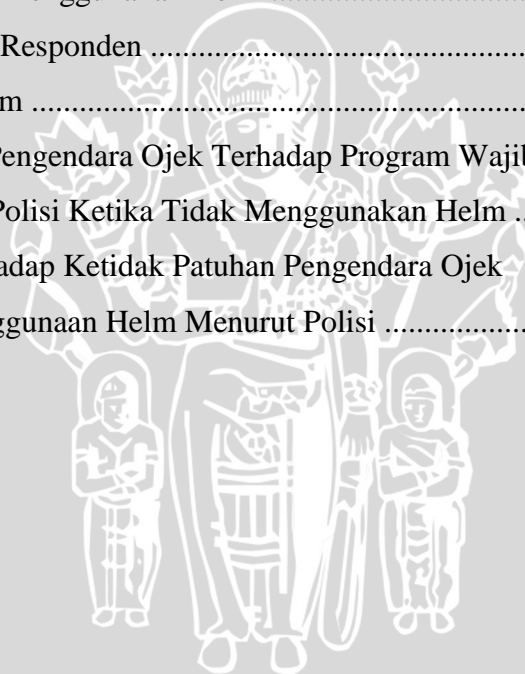 Responden ........................................................
m ........................................................................
Pengendara Ojek Terhadap Program Wajib
Polisi Ketika Tidak Menggunakan Helm ..
adap Ketidak Patuhan Pengendara Ojek
ggunaan Helm Menurut Polisi ....................